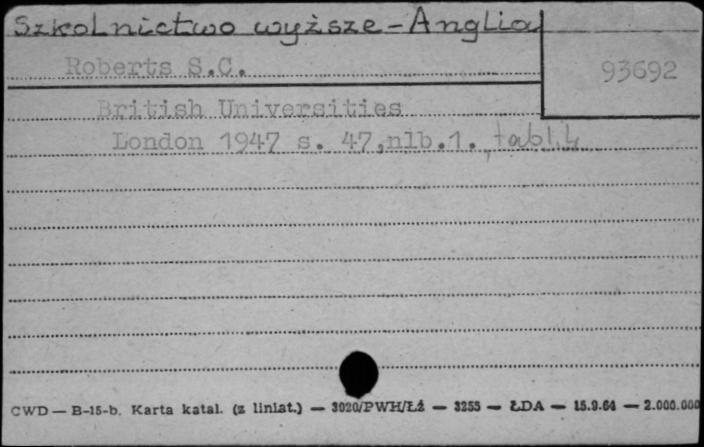 Szkolnictwo wyższe - Anglia
Roberts S.C.
93692
British Universities
London 1947 s. 47,nlb.1., tabl.4
CWD — B-15-b. Karta katal. (z liniat.) — 3020/PWH/Łź — 3255 — ŁDA — 15.9.64 — 2.000.000